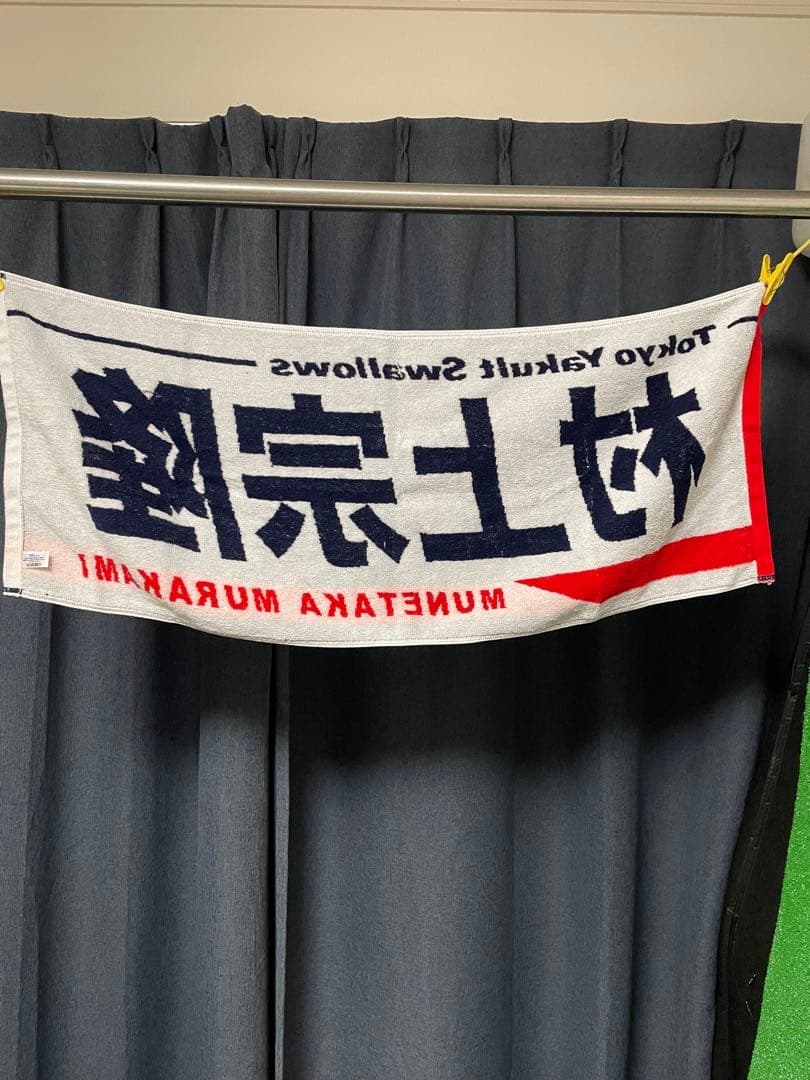 Tokyo Yakult Swallows
村上宗隆
MUNETAKA MURAKAMI